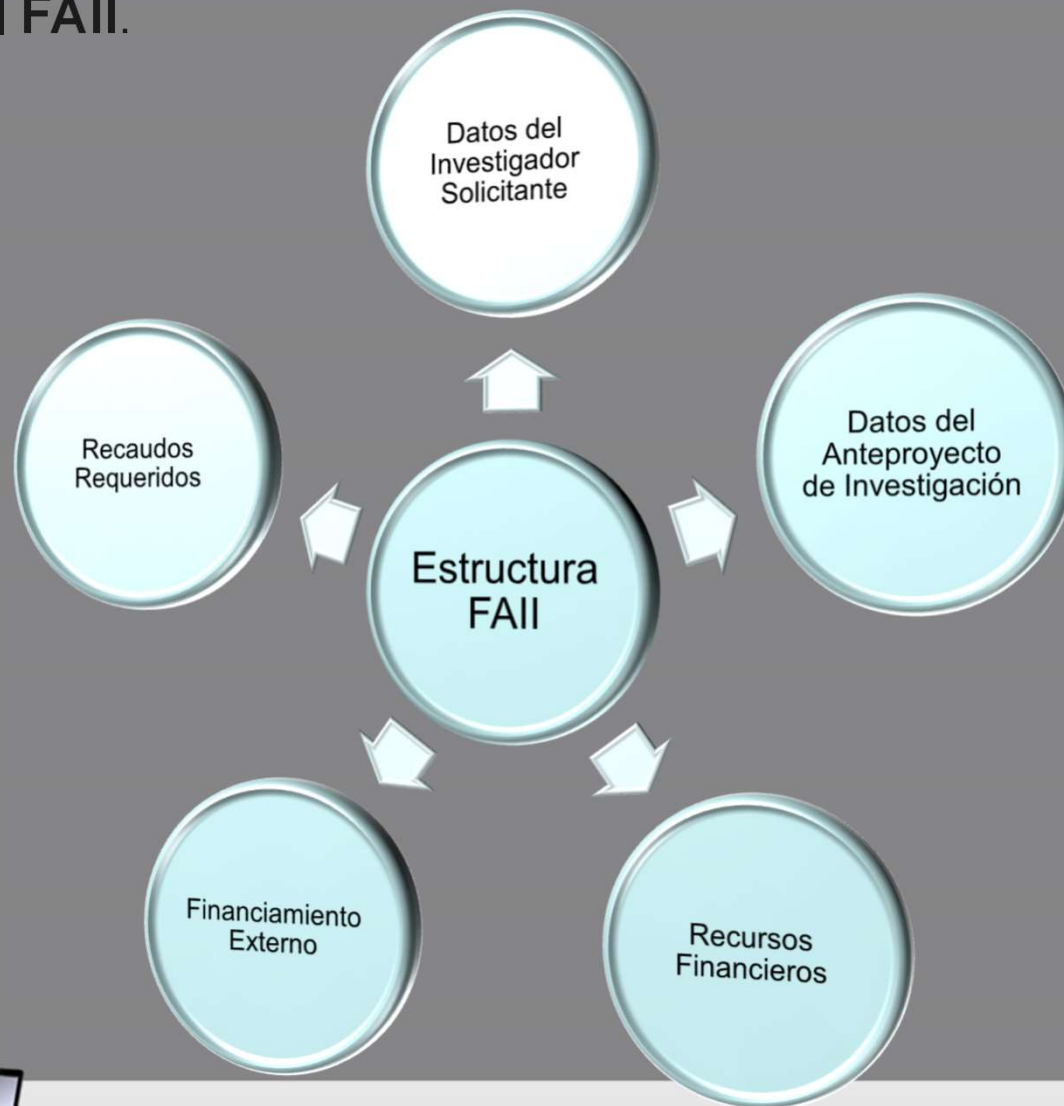 FAII.
Datos del
Investigador
Solicitante
Datos del
Anteproyecto
de Investigación
Recaudos
Requeridos
Estructura
FAII
Financiamiento
Externo
Recursos
Financieros